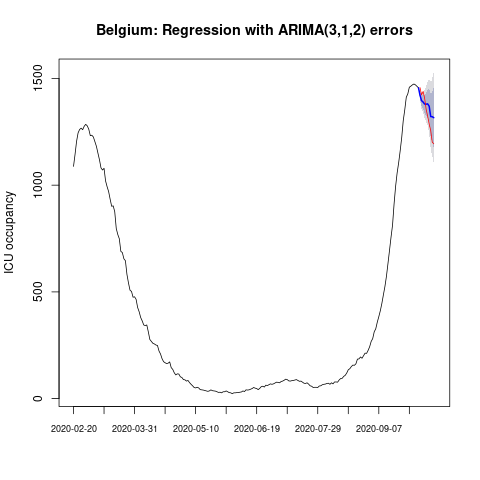 Belgium: Regression with ARIMA(3,1,2) errors
1500
1000
500
0
ICU occupancy
2020-02-20 2020-03-31 2020-05-10 2020-06-19 2020-07-29 2020-09-07